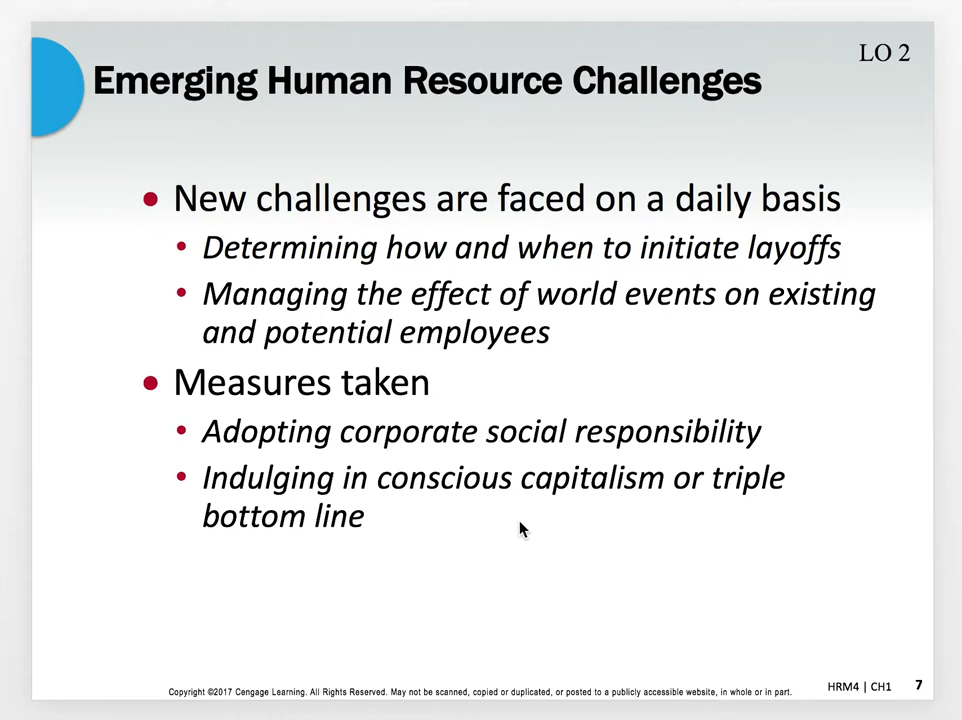 LO 2
Emerging Human Resource Challenges
• New challenges are faced on a daily basis
• Determining how and when to initiate layoffs
• Managing the effect of world events on existing
and potential employees
• Measures taken
• Adopting corporate social responsibility
• Indulging in conscious capitalism or triple
bottom line
Copyright ©2017 Cengage Learning. All Rights Reserved. May not be scanned, copied or duplicated, or posted to a publicly accessible website, in whole or in part.
HRM4 | CH1 7